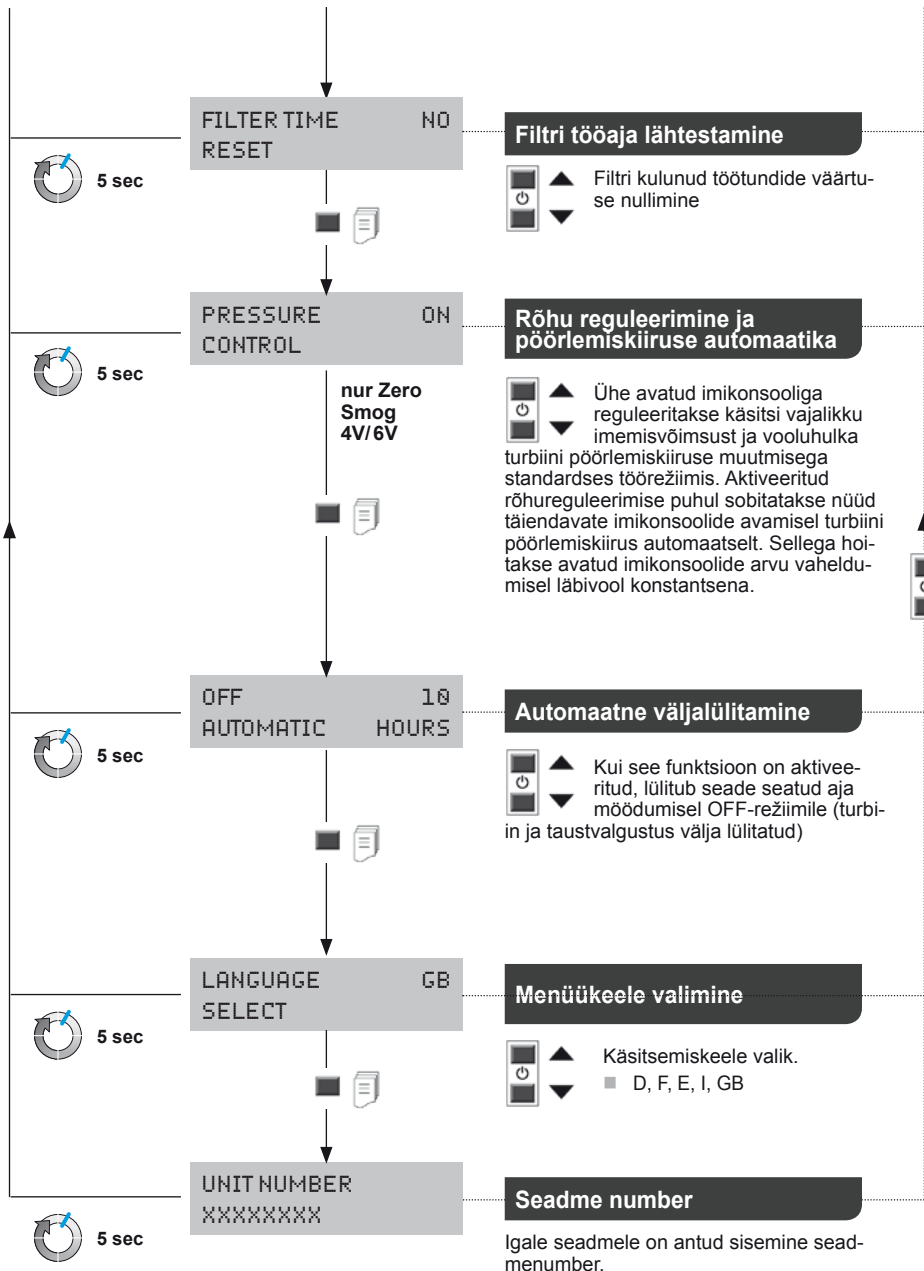 FILTER TIME NO
RESET
5 sec
Filtri tööaja lähtestamine
Filtri kulunud töötundide väärtu-
se nullimine
PRESSURE ON
CONTROL
5 sec
nur Zero
Smog
4V/6V
Rõhu reguleerimine ja
pöörlemiskiiruse automaatika
Ühe avatud imikonsooliga
reguleeritakse käsitsi vajalikku
imemisvõimsust ja vooluhulka
turbiini pöörlemiskiiruse muutmisega
standardses töörežiimis. Aktiveeritud
rõhureguleerimise puhul sobitatakse nüüd
täiendavate imikonsoolide avamisel turbiini
pöörlemiskiirus automaatselt. Sellega hoi-
takse avatud imikonsoolide arvu vaheldu-
misel läbivool konstantsena.
OFF 10
AUTOMATIC HOURS
5 sec
Automaatne väljalülitamine
Kui see funktsioon on aktivee-
ritud, lülitub seade seatud aja
möödumisel OFF-režiimile (turbi-
in ja taustvalgustus välja lülitatud)
LANGUAGE GB
SELECT
5 sec
Menüükeele valimine
Käsitsemiskeele valik.
D, F, E, I, GB
UNIT NUMBER
XXXXXXXX
5 sec
Seadme number
Igale seadmele on antud sisemine sead-
menumber.